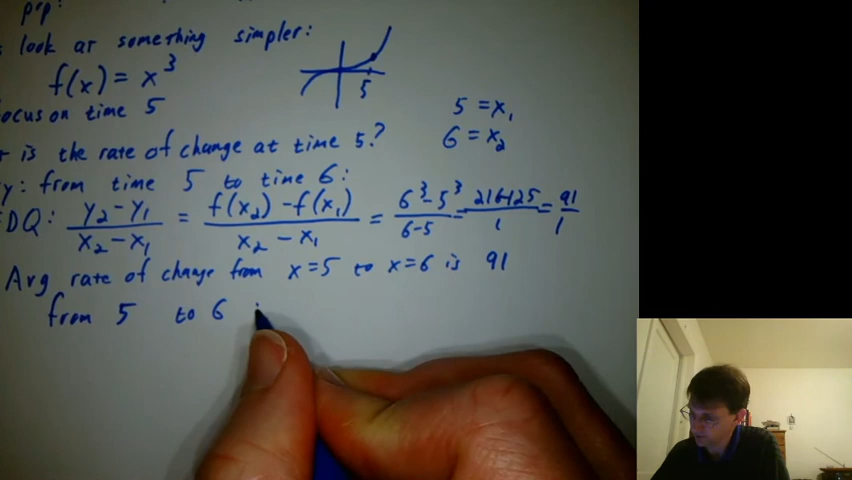 prp:
look at something simpler:
f(x) = x³
5
focus on time 5
5 = x₁
is the rate of change at time 5?
6 = x₂
y: from time 5 to time 6:
DQ: (y₂ - y₁)/(x₂ - x₁) = (f(x₂) - f(x₁))/(x₂ - x₁) = (6³ - 5³)/(6 - 5) = (216-125)/1 = 91/1
Avg rate of change from x = 5 to x = 6 is 91
from 5 to 6